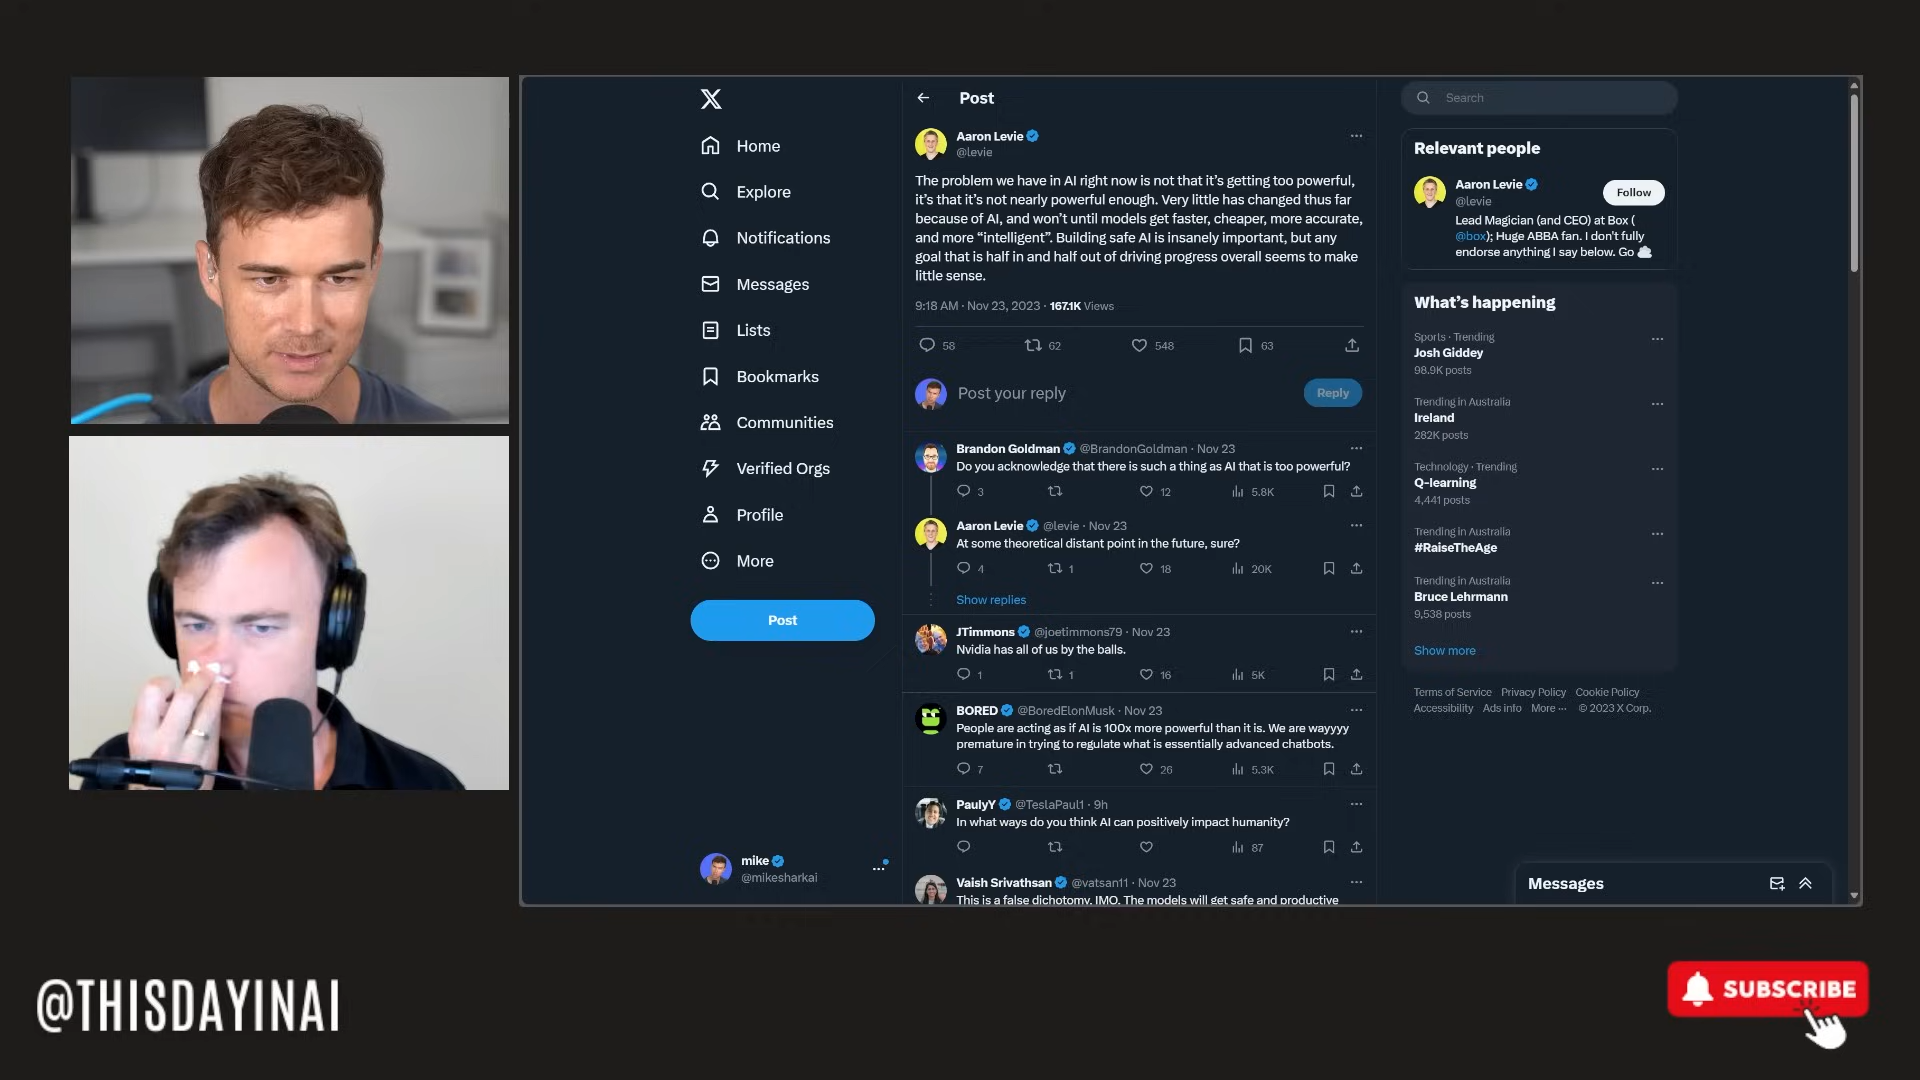 Home
Explore
Notifications
Messages
Lists
Bookmarks
Communities
Verified Orgs
Profile
More
Post
mike
@mikesharkai
Post
Aaron Levie
@levie
The problem we have in AI right now is not that it's getting too powerful,
it's that it's not nearly powerful enough. Very little has changed thus far
because of AI, and won't until models get faster, cheaper, more accurate,
and more “intelligent”. Building safe AI is insanely important, but any
goal that is half in and half out of driving progress overall seems to make
little sense.
9:18 AM · Nov 23, 2023 · 167.1K Views
58 62 548 63
Post your reply
Reply
Brandon Goldman @BrandonGoldman · Nov 23
Do you acknowledge that there is such a thing as AI that is too powerful?
3 12 5.8K
Aaron Levie @levie · Nov 23
At some theoretical distant point in the future, sure?
4 1 18 20K
Show replies
JTimmons @joetimmons79 · Nov 23
Nvidia has all of us by the balls.
1 1 16 5K
BORED @BoredElonMusk · Nov 23
People are acting as if AI is 100x more powerful than it is. We are wayyyy
premature in trying to regulate what is essentially advanced chatbots.
7 26 5.3K
PaulyY @TeslaPaul1 · 9h
In what ways do you think AI can positively impact humanity?
87
Vaish Srivathsan @vatsan11 · Nov 23
This is a false dichotomy, IMO. The models will get safe and productive
Search
Relevant people
Aaron Levie
@levie
Follow
Lead Magician (and CEO) at Box (
@box); Huge ABBA fan. I don't fully
endorse anything I say below. Go
What's happening
Sports · Trending
Josh Giddey
98.9K posts
Trending in Australia
Ireland
282K posts
Technology · Trending
Q-learning
4,441 posts
Trending in Australia
#RaiseTheAge
Trending in Australia
Bruce Lehrmann
9,538 posts
Show more
Terms of Service Privacy Policy Cookie Policy
Accessibility Ads info More ··· © 2023 X Corp.
Messages
@THISDAYINAI
SUBSCRIBE